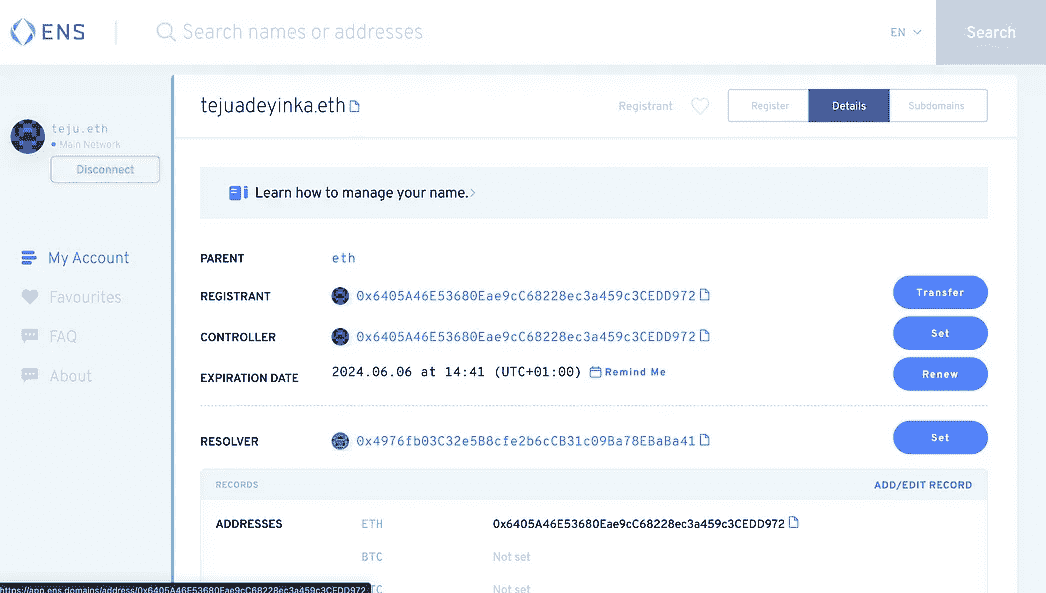 ENS
Search names or addresses
EN
Search
teju.eth
Main Network
Disconnect
My Account
Favourites
FAQ
About
tejuadeyinka.eth
Registrant
Register
Details
Subdomains
Learn how to manage your name.
PARENT eth
REGISTRANT 0x6405A46E53680Eae9cC68228ec3a459c3CEDD972 Transfer
CONTROLLER 0x6405A46E53680Eae9cC68228ec3a459c3CEDD972 Set
EXPIRATION DATE 2024.06.06 at 14:41 (UTC+01:00) Remind Me Renew
RESOLVER 0x4976fb03C32e5B8cfe2b6cCB31c09Ba78EBaBa41 Set
RECORDS ADD/EDIT RECORD
ADDRESSES ETH 0x6405A46E53680Eae9cC68228ec3a459c3CEDD972
BTC Not set
TC Not set
https://app.ens.domains/address/0x6405A46E53680Eae9cC68228ec3a459c3CEDD972